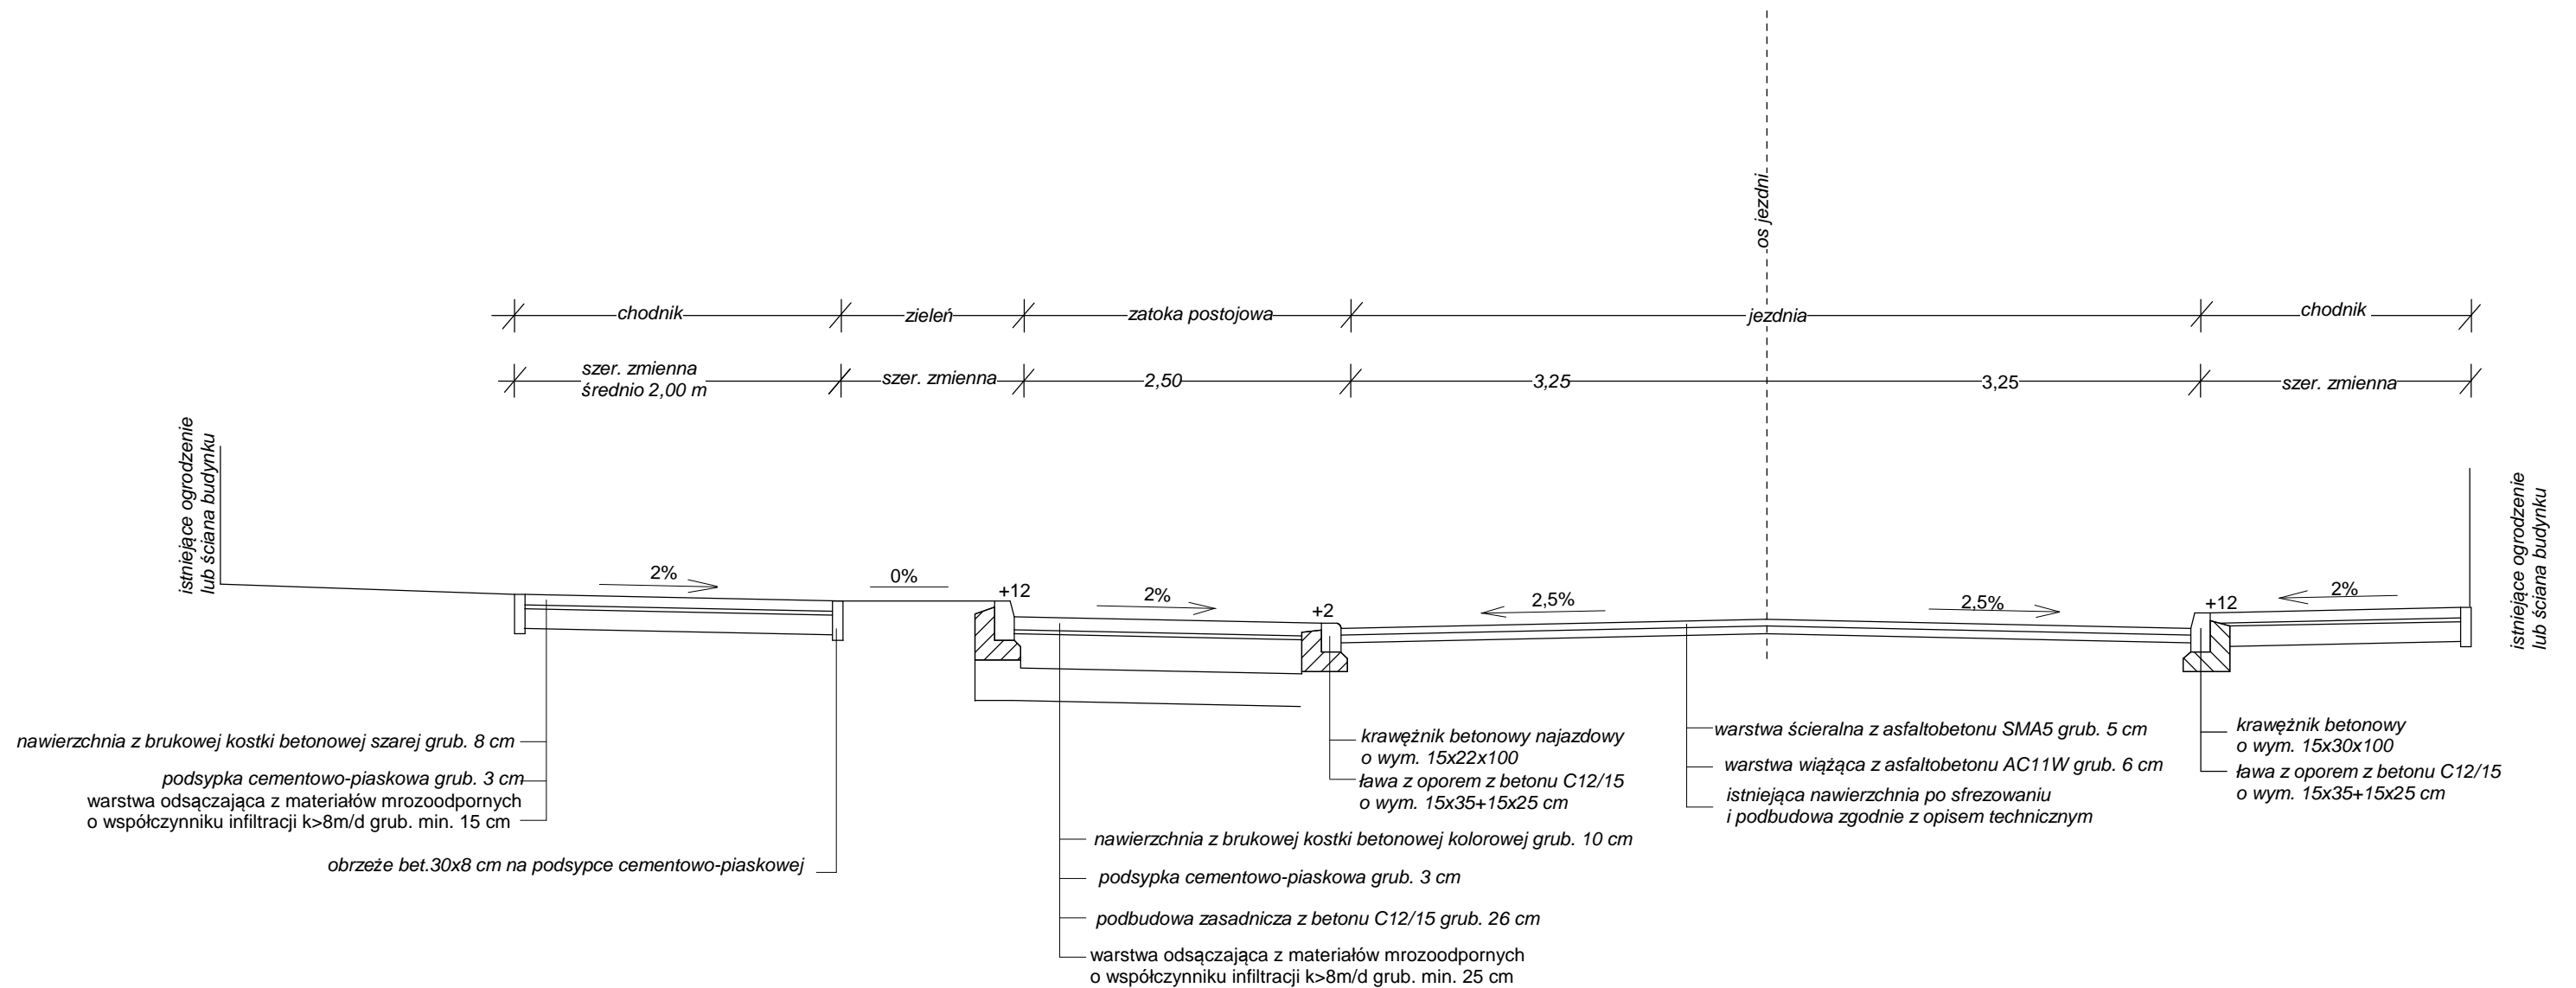 os jezdni
chodnik
zieleń
zatoka postojowa
jezdnia
chodnik
szer. zmienna
średnio 2,00 m
szer. zmienna
2,50
3,25
3,25
szer. zmienna
istniejące ogrodzenie
lub ściana budynku
istniejące ogrodzenie
lub ściana budynku
2%
0%
+12
2%
+2
2,5%
2,5%
+12
2%
nawierzchnia z brukowej kostki betonowej szarej grub. 8 cm
podsypka cementowo-piaskowa grub. 3 cm
warstwa odsączająca z materiałów mrozoodpornych
o współczynniku infiltracji k>8m/d grub. min. 15 cm
obrzeże bet.30x8 cm na podsypce cementowo-piaskowej
krawężnik betonowy najazdowy
o wym. 15x22x100
ława z oporem z betonu C12/15
o wym. 15x35+15x25 cm
nawierzchnia z brukowej kostki betonowej kolorowej grub. 10 cm
podsypka cementowo-piaskowa grub. 3 cm
podbudowa zasadnicza z betonu C12/15 grub. 26 cm
warstwa odsączająca z materiałów mrozoodpornych
o współczynniku infiltracji k>8m/d grub. min. 25 cm
warstwa ścieralna z asfaltobetonu SMA5 grub. 5 cm
warstwa wiążąca z asfaltobetonu AC11W grub. 6 cm
istniejąca nawierzchnia po sfrezowaniu
i podbudowa zgodnie z opisem technicznym
krawężnik betonowy
o wym. 15x30x100
ława z oporem z betonu C12/15
o wym. 15x35+15x25 cm